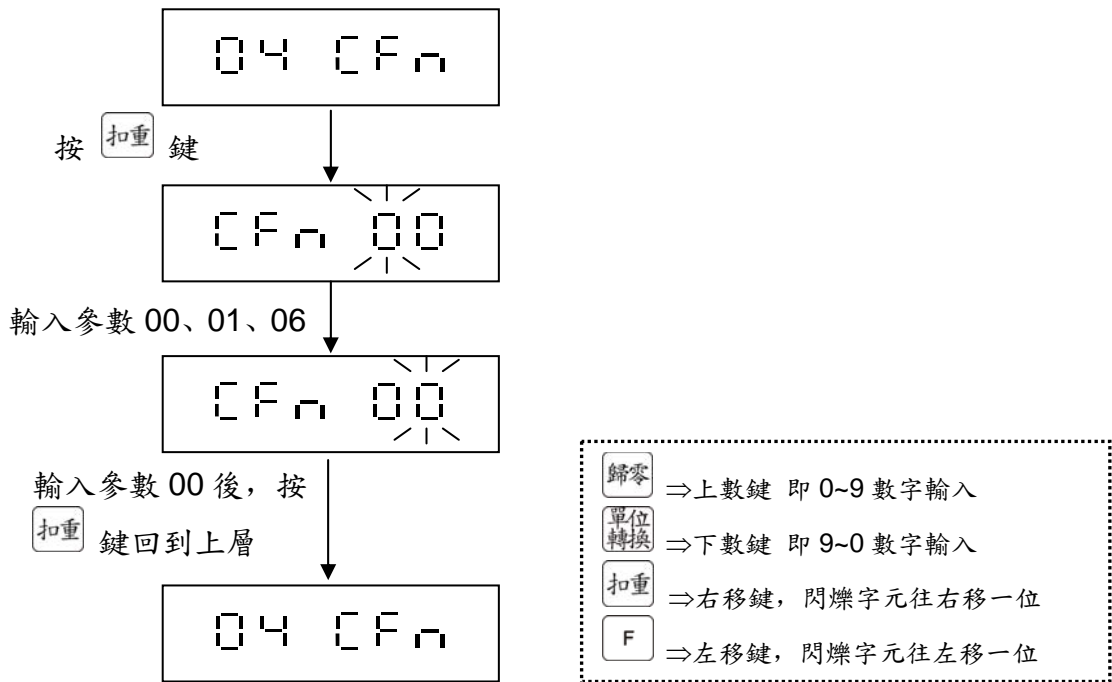 04 CFn
按 扣重 鍵
CFn 00
輸入參數 00、01、06
CFn 00
輸入參數 00 後，按
扣重 鍵回到上層
04 CFn
歸零 ⇒上數鍵 即 0~9 數字輸入
單位轉換 ⇒下數鍵 即 9~0 數字輸入
扣重 ⇒右移鍵，閃爍字元往右移一位
F ⇒左移鍵，閃爍字元往左移一位